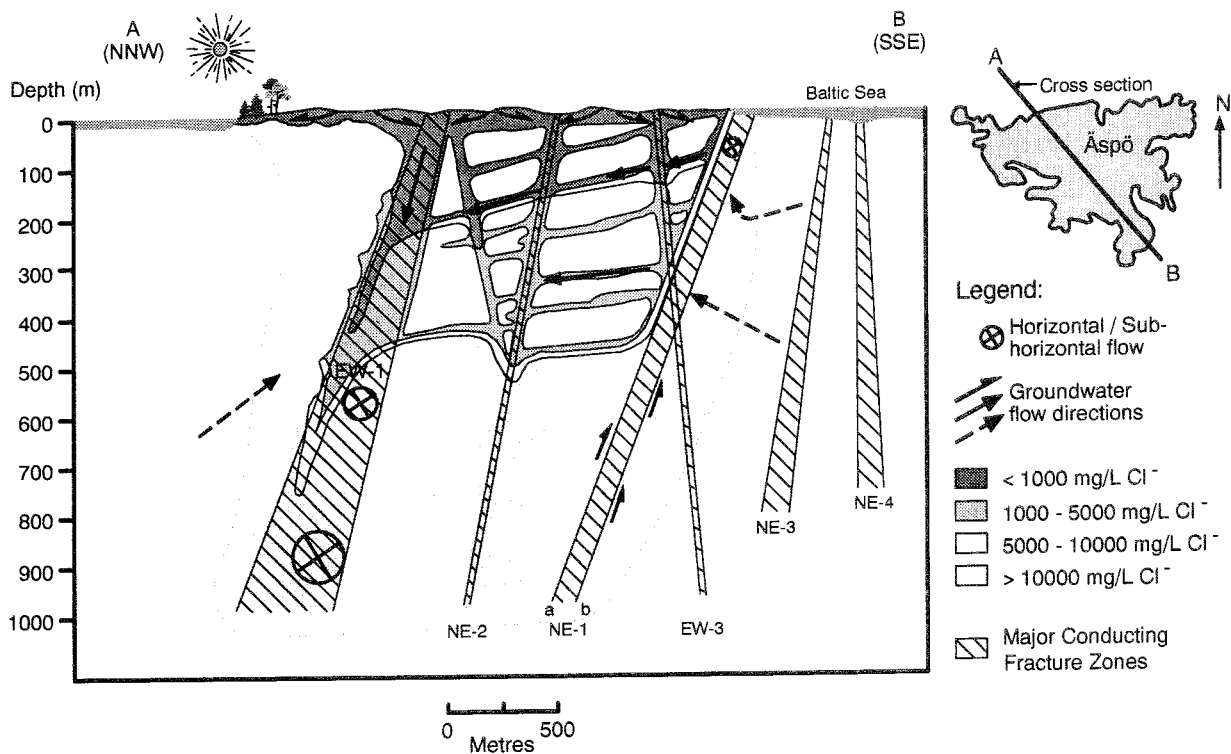 A
(NNW)
B
(SSE)
Depth (m)
Baltic Sea
0
100
200
300
400
500
600
700
800
900
1000
EW-1
NE-2
a
b
NE-1
EW-3
NE-3
NE-4
0
500
Metres
A
Cross section
N
Äspö
B
Legend:
Horizontal / Sub-
horizontal flow
Groundwater
flow directions
< 1000 mg/L Cl⁻
1000 - 5000 mg/L Cl⁻
5000 - 10000 mg/L Cl⁻
> 10000 mg/L Cl⁻
Major Conducting
Fracture Zones